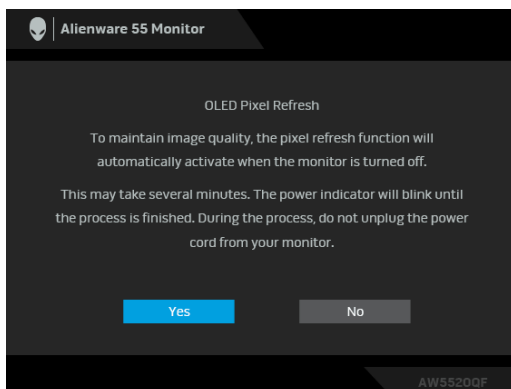 Alienware 55 Monitor
OLED Pixel Refresh
To maintain image quality, the pixel refresh function will
automatically activate when the monitor is turned off.
This may take several minutes. The power indicator will blink until
the process is finished. During the process, do not unplug the power
cord from your monitor.
Yes No
AW5520QF